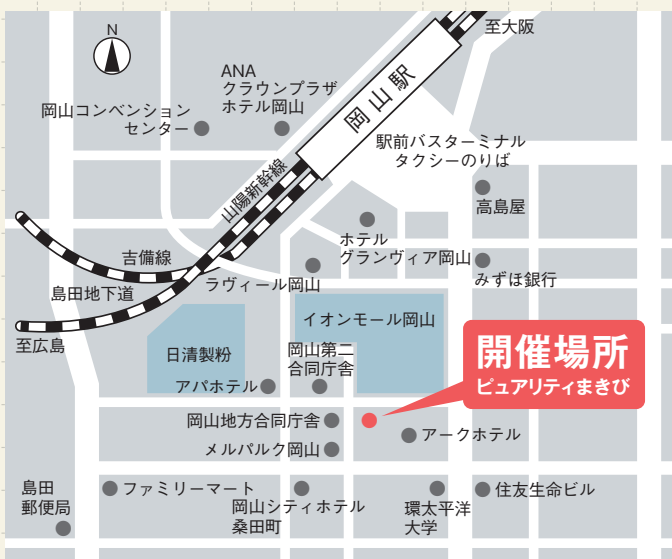 N
至大阪
ANA
クラウンプラザ
ホテル岡山
岡山コンベンション
センター
岡山駅
駅前バスターミナル
タクシーのりば
山陽新幹線
高島屋
ホテル
グランヴィア岡山
吉備線
ラヴィール岡山
みずほ銀行
島田地下道
至広島
イオンモール岡山
日清製粉
岡山第二
合同庁舎
開催場所
ピュアリティまきび
アパホテル
岡山地方合同庁舎
アークホテル
メルパルク岡山
島田
郵便局
ファミリーマート
岡山シティホテル
桑田町
環太平洋
大学
住友生命ビル